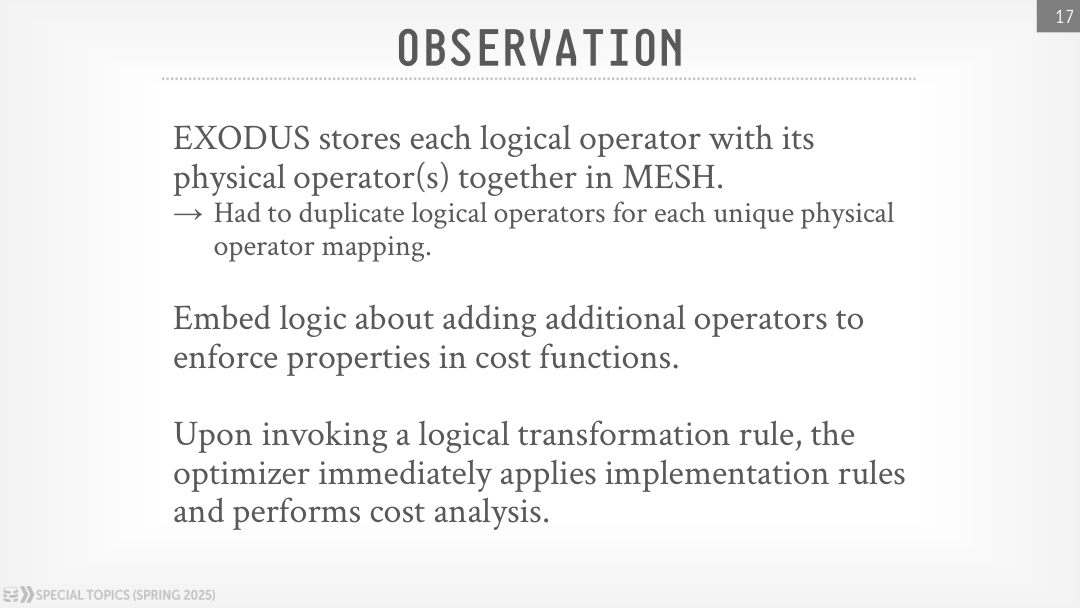 17
OBSERVATION
EXODUS stores each logical operator with its
physical operator(s) together in MESH.
→ Had to duplicate logical operators for each unique physical
operator mapping.
Embed logic about adding additional operators to
enforce properties in cost functions.
Upon invoking a logical transformation rule, the
optimizer immediately applies implementation rules
and performs cost analysis.
SPECIAL TOPICS (SPRING 2025)